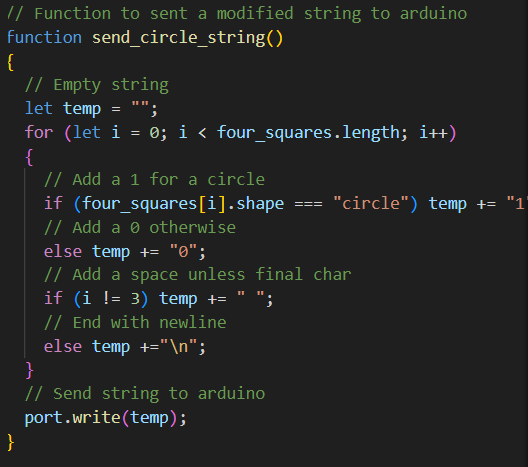 // Function to sent a modified string to arduino
function send_circle_string()
{
  // Empty string
  let temp = "";
  for (let i = 0; i < four_squares.length; i++)
  {
    // Add a 1 for a circle
    if (four_squares[i].shape === "circle") temp += "1"
    // Add a 0 otherwise
    else temp += "0";
    // Add a space unless final char
    if (i != 3) temp += " ";
    // End with newline
    else temp +="\n";
  }
  // Send string to arduino
  port.write(temp);
}